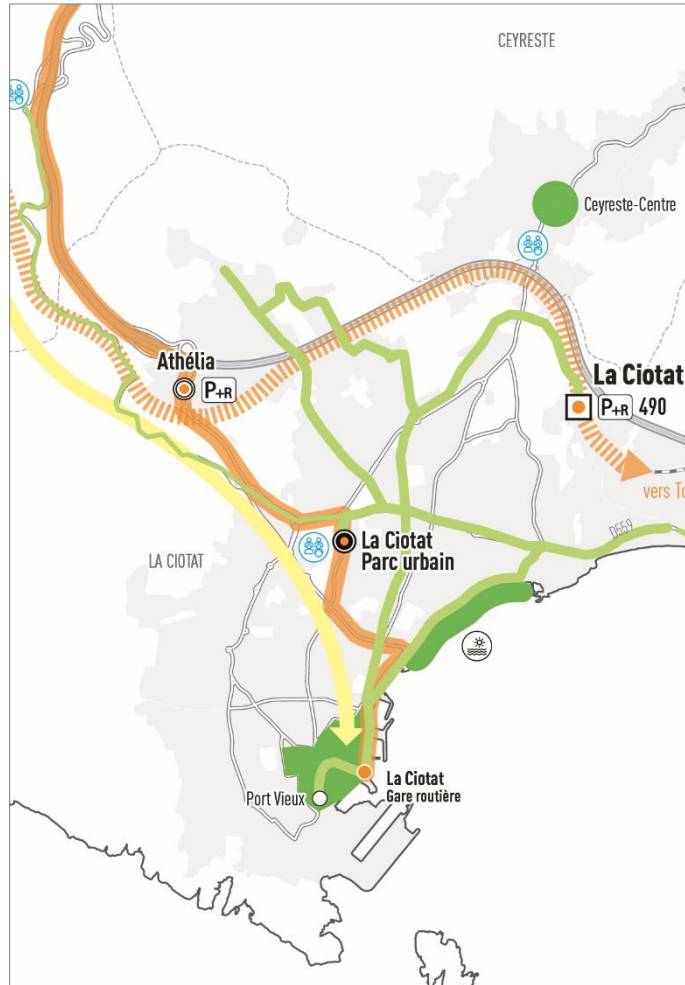 CEYRESTE
Ceyreste-Centre
Athélia
P+R
La Ciotat
P+R 490
vers To
D559
La Ciotat
Parc urbain
LA CIOTAT
La Ciotat
Gare routière
Port Vieux